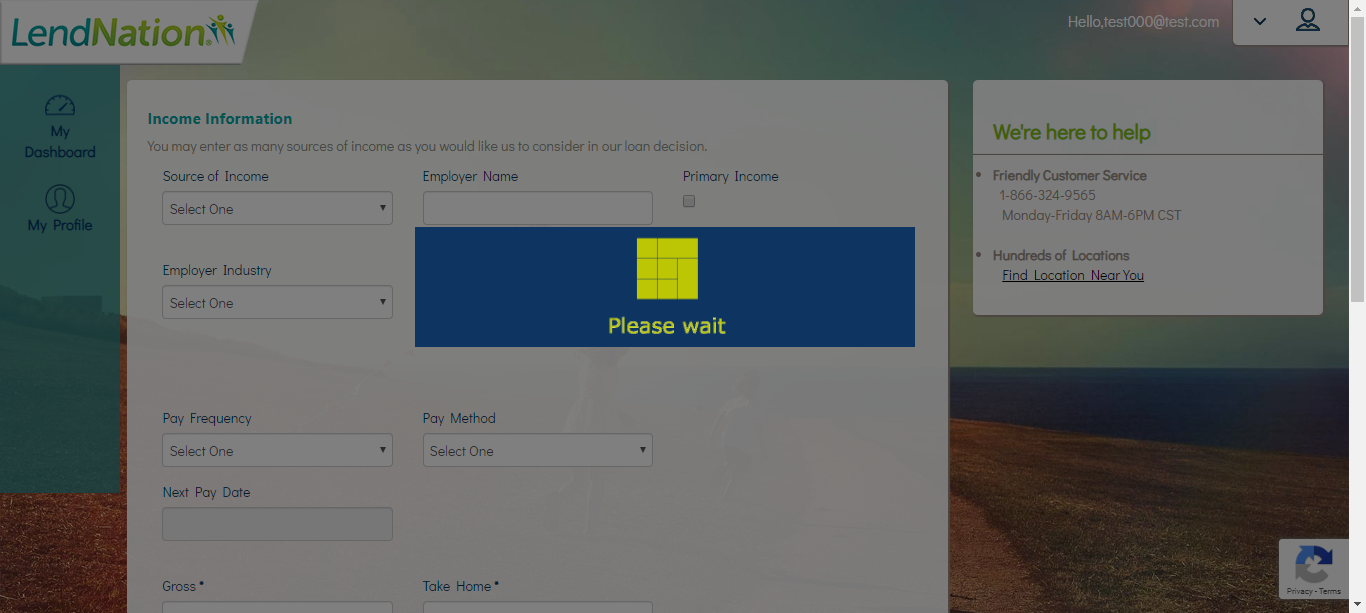 LendNation
Hello,test000@test.com
My
Dashboard
My Profile
Income Information
You may enter as many sources of income as you would like us to consider in our loan decision.
Source of Income
Employer Name
Primary Income
Select One
Employer Industry
Select One
Please wait
Pay Frequency
Pay Method
Select One
Select One
Next Pay Date
Gross *
Take Home *
We're here to help
Friendly Customer Service
1-866-324-9565
Monday-Friday 8AM-6PM CST
Hundreds of Locations
Find Location Near You
Privacy - Terms